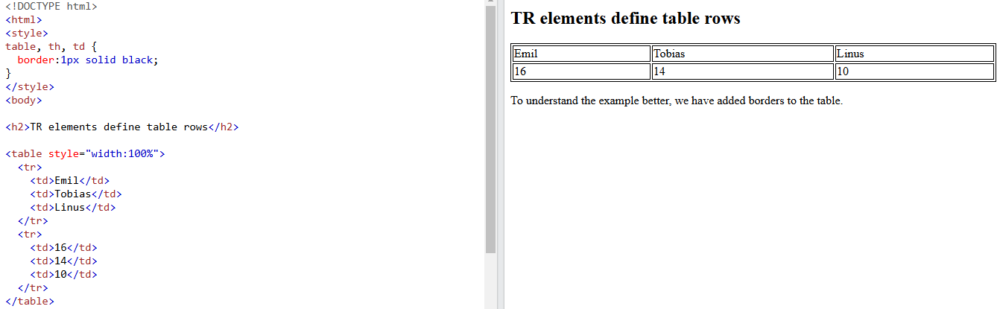 <!DOCTYPE html>
<html>
<style>
table, th, td {
  border:1px solid black;
}
</style>
<body>

<h2>TR elements define table rows</h2>

<table style="width:100%">
  <tr>
    <td>Emil</td>
    <td>Tobias</td>
    <td>Linus</td>
  </tr>
  <tr>
    <td>16</td>
    <td>14</td>
    <td>10</td>
  </tr>
</table>

TR elements define table rows
Emil Tobias Linus
16 14 10
To understand the example better, we have added borders to the table.